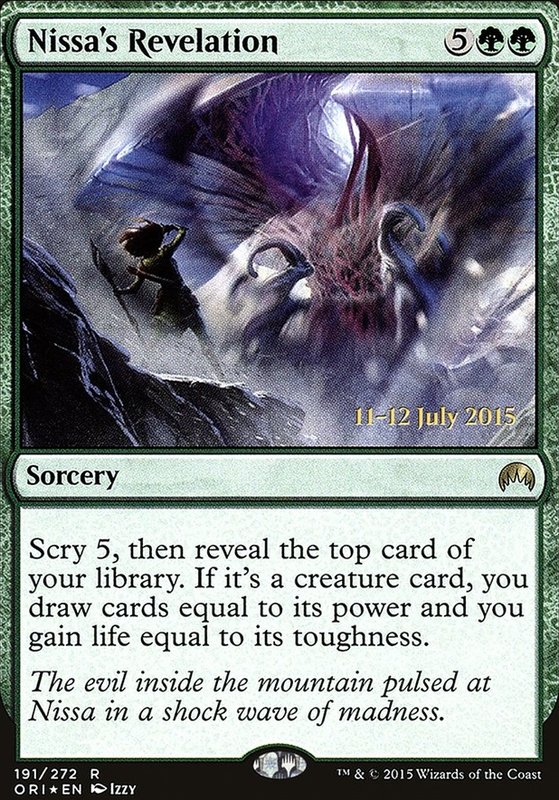 Nissa's Revelation 5
11–12 July 2015
Sorcery
Scry 5, then reveal the top card of
your library. If it's a creature card, you
draw cards equal to its power and you
gain life equal to its toughness.
The evil inside the mountain pulsed at
Nissa in a shock wave of madness.
191/272 R
ORI★EN Izzy
™ & © 2015 Wizards of the Coast